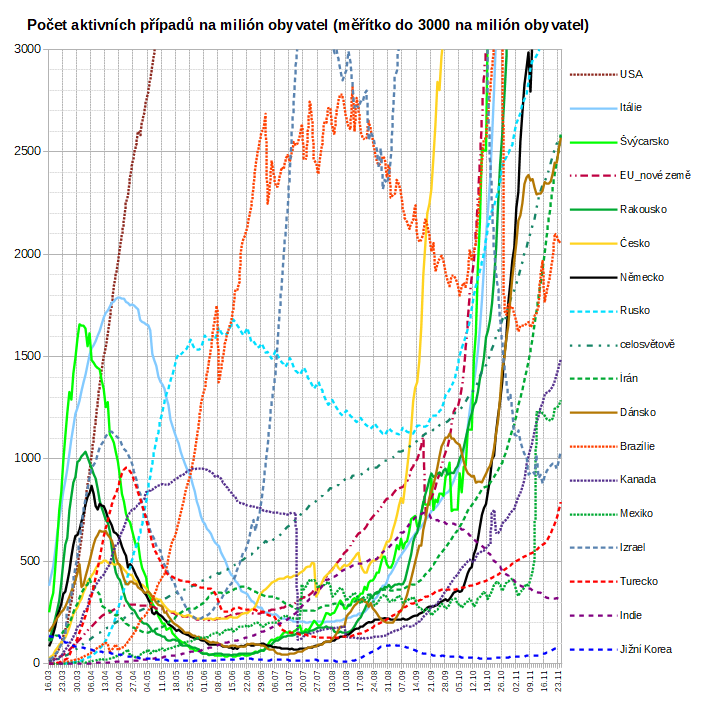 Počet aktivních případů na milión obyvatel (měřítko do 3000 na milión obyvatel)
3000
2500
2000
1500
1000
500
0
16.03
23.03
30.03
06.04
13.04
20.04
27.04
04.05
11.05
18.05
25.05
01.06
08.06
15.06
22.06
29.06
06.07
13.07
20.07
27.07
03.08
10.08
17.08
24.08
31.08
07.09
14.09
21.09
28.09
05.10
12.10
19.10
26.10
02.11
09.11
16.11
23.11
USA
Itálie
Švýcarsko
EU_nové země
Rakousko
Česko
Německo
Rusko
celosvětově
Írán
Dánsko
Brazílie
Kanada
Mexiko
Izrael
Turecko
Indie
Jižní Korea